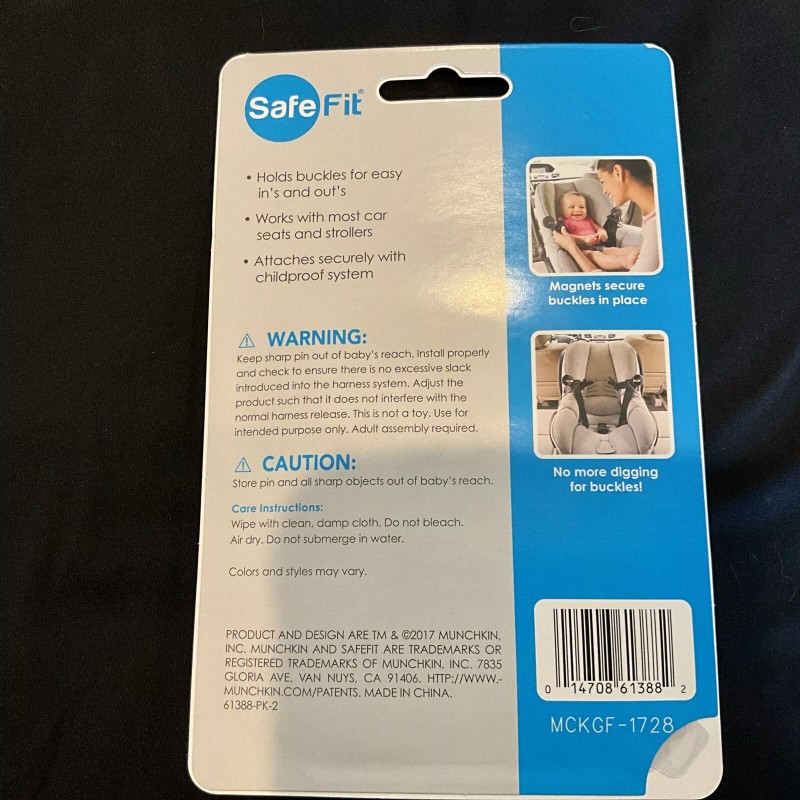 SafeFit®
• Holds buckles for easy
in's and out's
• Works with most car
seats and strollers
• Attaches securely with
childproof system
Magnets secure
buckles in place
⚠ WARNING:
Keep sharp pin out of baby's reach. Install properly
and check to ensure there is no excessive slack
introduced into the harness system. Adjust the
product such that it does not interfere with the
normal harness release. This is not a toy. Use for
intended purpose only. Adult assembly required.
⚠ CAUTION:
Store pin and all sharp objects out of baby's reach.
No more digging
for buckles!
Care Instructions:
Wipe with clean, damp cloth. Do not bleach.
Air dry. Do not submerge in water.
Colors and styles may vary.
PRODUCT AND DESIGN ARE TM & ©2017 MUNCHKIN,
INC. MUNCHKIN AND SAFEFIT ARE TRADEMARKS OR
REGISTERED TRADEMARKS OF MUNCHKIN, INC. 7835
GLORIA AVE. VAN NUYS, CA 91406. HTTP://WWW.-
MUNCHKIN.COM/PATENTS. MADE IN CHINA.
61388-PK-2
0 14708 61388 2
MCKGF-1728